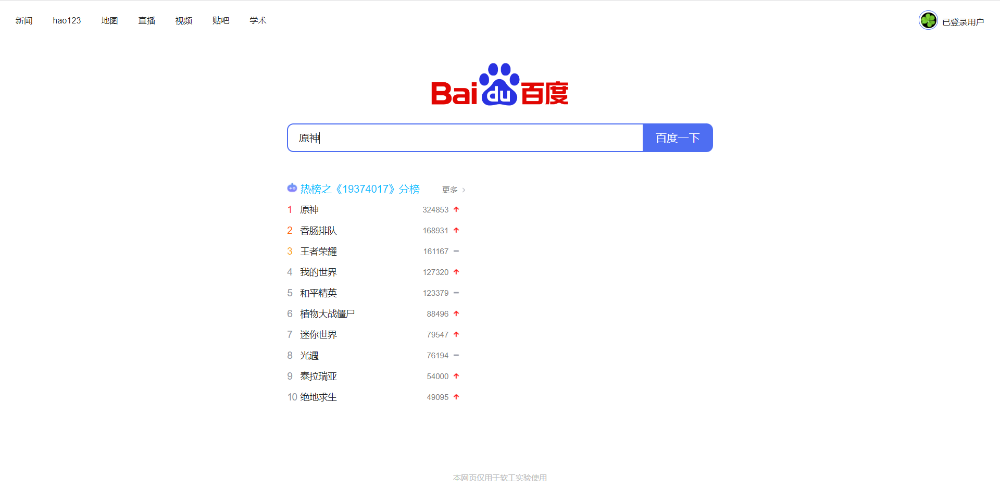 新闻 hao123 地图 直播 视频 贴吧 学术 已登录用户
Bai du 百度
原神 百度一下
热榜之《19374017》分榜 更多
1 原神 324853
2 香肠排队 168931
3 王者荣耀 161167
4 我的世界 127320
5 和平精英 123379
6 植物大战僵尸 88496
7 迷你世界 79547
8 光遇 76194
9 泰拉瑞亚 54000
10 绝地求生 49095
本网页仅用于软工实验使用